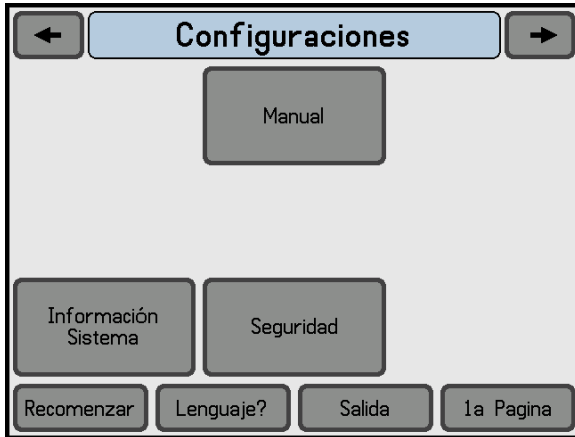 Configuraciones
Manual
Información
Sistema
Seguridad
Recomenzar
Lenguaje?
Salida
1a Pagina